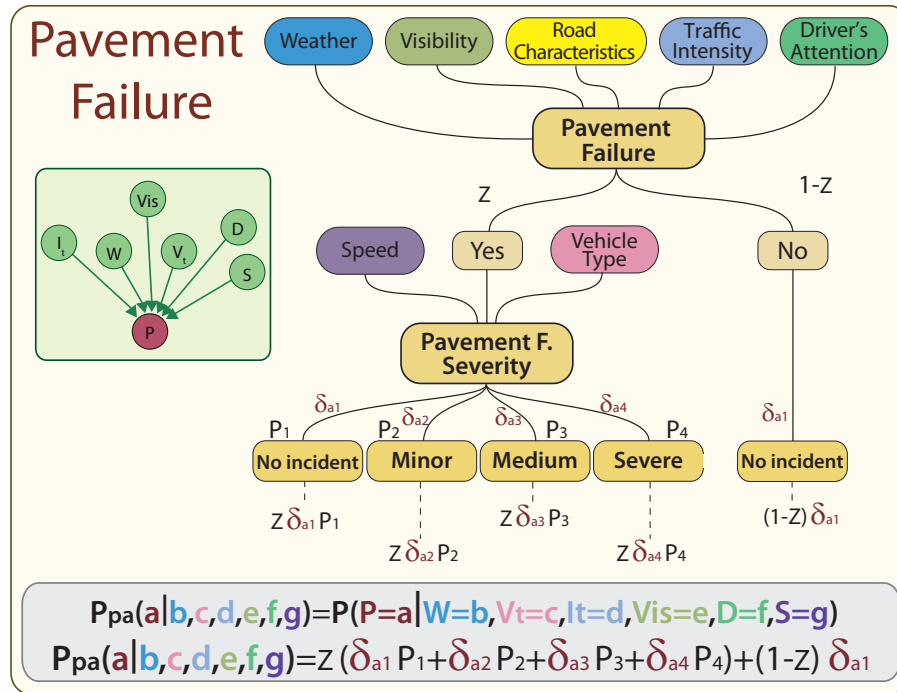 Pavement
Failure
Weather
Visibility
Road
Characteristics
Traffic
Intensity
Driver's
Attention
Pavement
Failure
Z
1-Z
Speed
Yes
Vehicle
Type
No
Vis
I_t
W
V_t
D
S
P
Pavement F.
Severity
δa1
δa2
δa3
δa4
δa1
P1
P2
P3
P4
No incident
Minor
Medium
Severe
No incident
Z δa1 P1
Z δa2 P2
Z δa3 P3
Z δa4 P4
(1-Z) δa1
Ppa(a|b,c,d,e,f,g)=P(P=a|W=b,Vt=c,It=d,Vis=e,D=f,S=g)
Ppa(a|b,c,d,e,f,g)=Z (δa1 P1+δa2 P2+δa3 P3+δa4 P4)+(1-Z) δa1